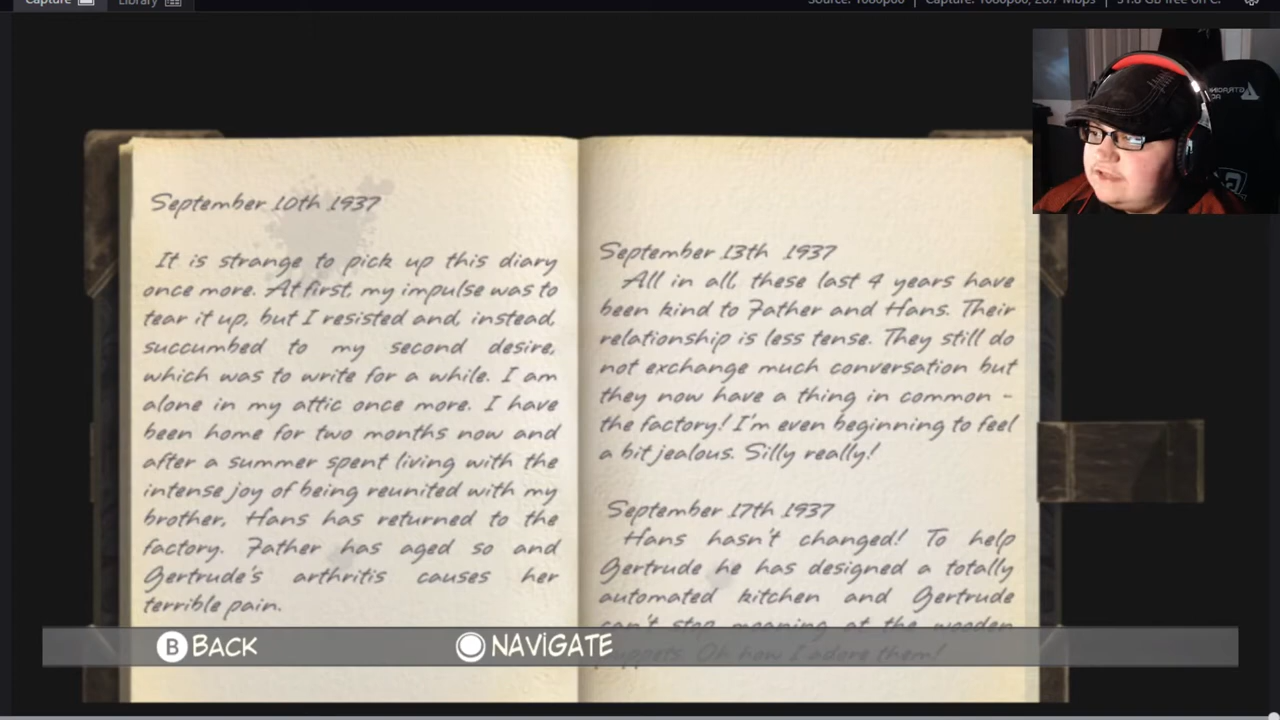 Capture
Library
Source: 1080p60 | Capture: 1080p60, 20.7 Mbps | 51.8 GB free on C:
September 10th 1937
It is strange to pick up this diary
once more. At first, my impulse was to
tear it up, but I resisted and, instead,
succumbed to my second desire,
which was to write for a while. I am
alone in my attic once more. I have
been home for two months now and
after a summer spent living with the
intense joy of being reunited with my
brother, Hans has returned to the
factory. Father has aged so and
Gertrude's arthritis causes her
terrible pain.
September 13th 1937
All in all, these last 4 years have
been kind to Father and Hans. Their
relationship is less tense. They still do
not exchange much conversation but
they now have a thing in common -
the factory! I'm even beginning to feel
a bit jealous. Silly really!
September 17th 1937
Hans hasn't changed! To help
Gertrude he has designed a totally
automated kitchen and Gertrude
can't stop moaning at the wooden
puppets. Oh how I adore them!
B BACK
NAVIGATE